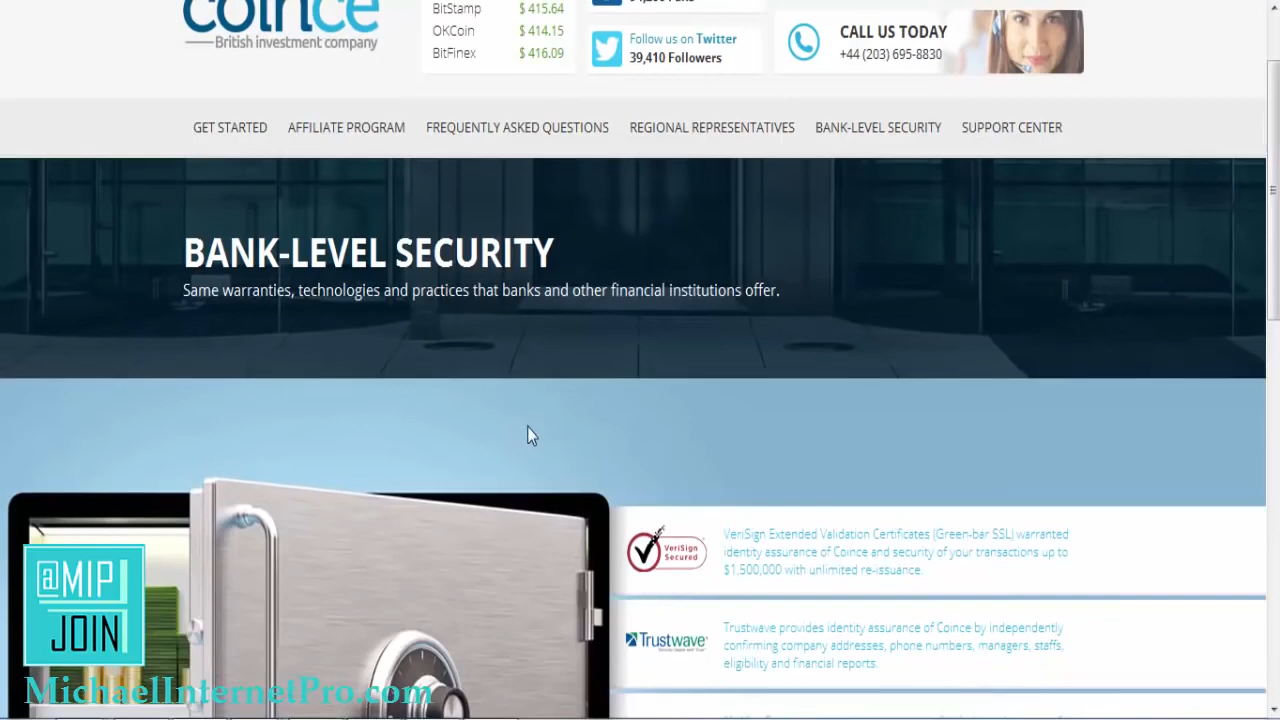 coince
British investment company
BitStamp $ 415.64
OKCoin $ 414.15
BitFinex $ 416.09
Follow us on Twitter
39,410 Followers
CALL US TODAY
+44 (203) 695-8830
GET STARTED AFFILIATE PROGRAM FREQUENTLY ASKED QUESTIONS REGIONAL REPRESENTATIVES BANK-LEVEL SECURITY SUPPORT CENTER
BANK-LEVEL SECURITY
Same warranties, technologies and practices that banks and other financial institutions offer.
VeriSign
Secured
VeriSign Extended Validation Certificates (Green-bar SSL) warranted
identity assurance of Coince and security of your transactions up to
$1,500,000 with unlimited re-issuance.
Trustwave
Trustwave provides identity assurance of Coince by independently
confirming company addresses, phone numbers, managers, staffs,
eligibility and financial reports.
@MIP
JOIN
MichaelInternetPro.com